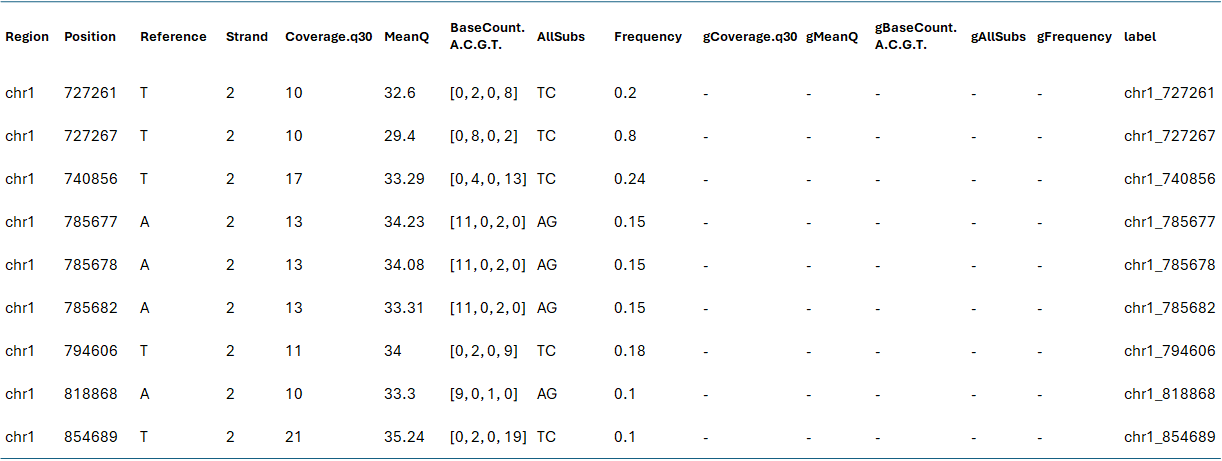 Region Position Reference Strand Coverage.q30 MeanQ BaseCount.A.C.G.T. AllSubs Frequency gCoverage.q30 gMeanQ gBaseCount.A.C.G.T. gAllSubs gFrequency label
chr1 727261 T 2 10 32.6 [0, 2, 0, 8] TC 0.2 - - - - - chr1_727261
chr1 727267 T 2 10 29.4 [0, 8, 0, 2] TC 0.8 - - - - - chr1_727267
chr1 740856 T 2 17 33.29 [0, 4, 0, 13] TC 0.24 - - - - - chr1_740856
chr1 785677 A 2 13 34.23 [11, 0, 2, 0] AG 0.15 - - - - - chr1_785677
chr1 785678 A 2 13 34.08 [11, 0, 2, 0] AG 0.15 - - - - - chr1_785678
chr1 785682 A 2 13 33.31 [11, 0, 2, 0] AG 0.15 - - - - - chr1_785682
chr1 794606 T 2 11 34 [0, 2, 0, 9] TC 0.18 - - - - - chr1_794606
chr1 818868 A 2 10 33.3 [9, 0, 1, 0] AG 0.1 - - - - - chr1_818868
chr1 854689 T 2 21 35.24 [0, 2, 0, 19] TC 0.1 - - - - - chr1_854689